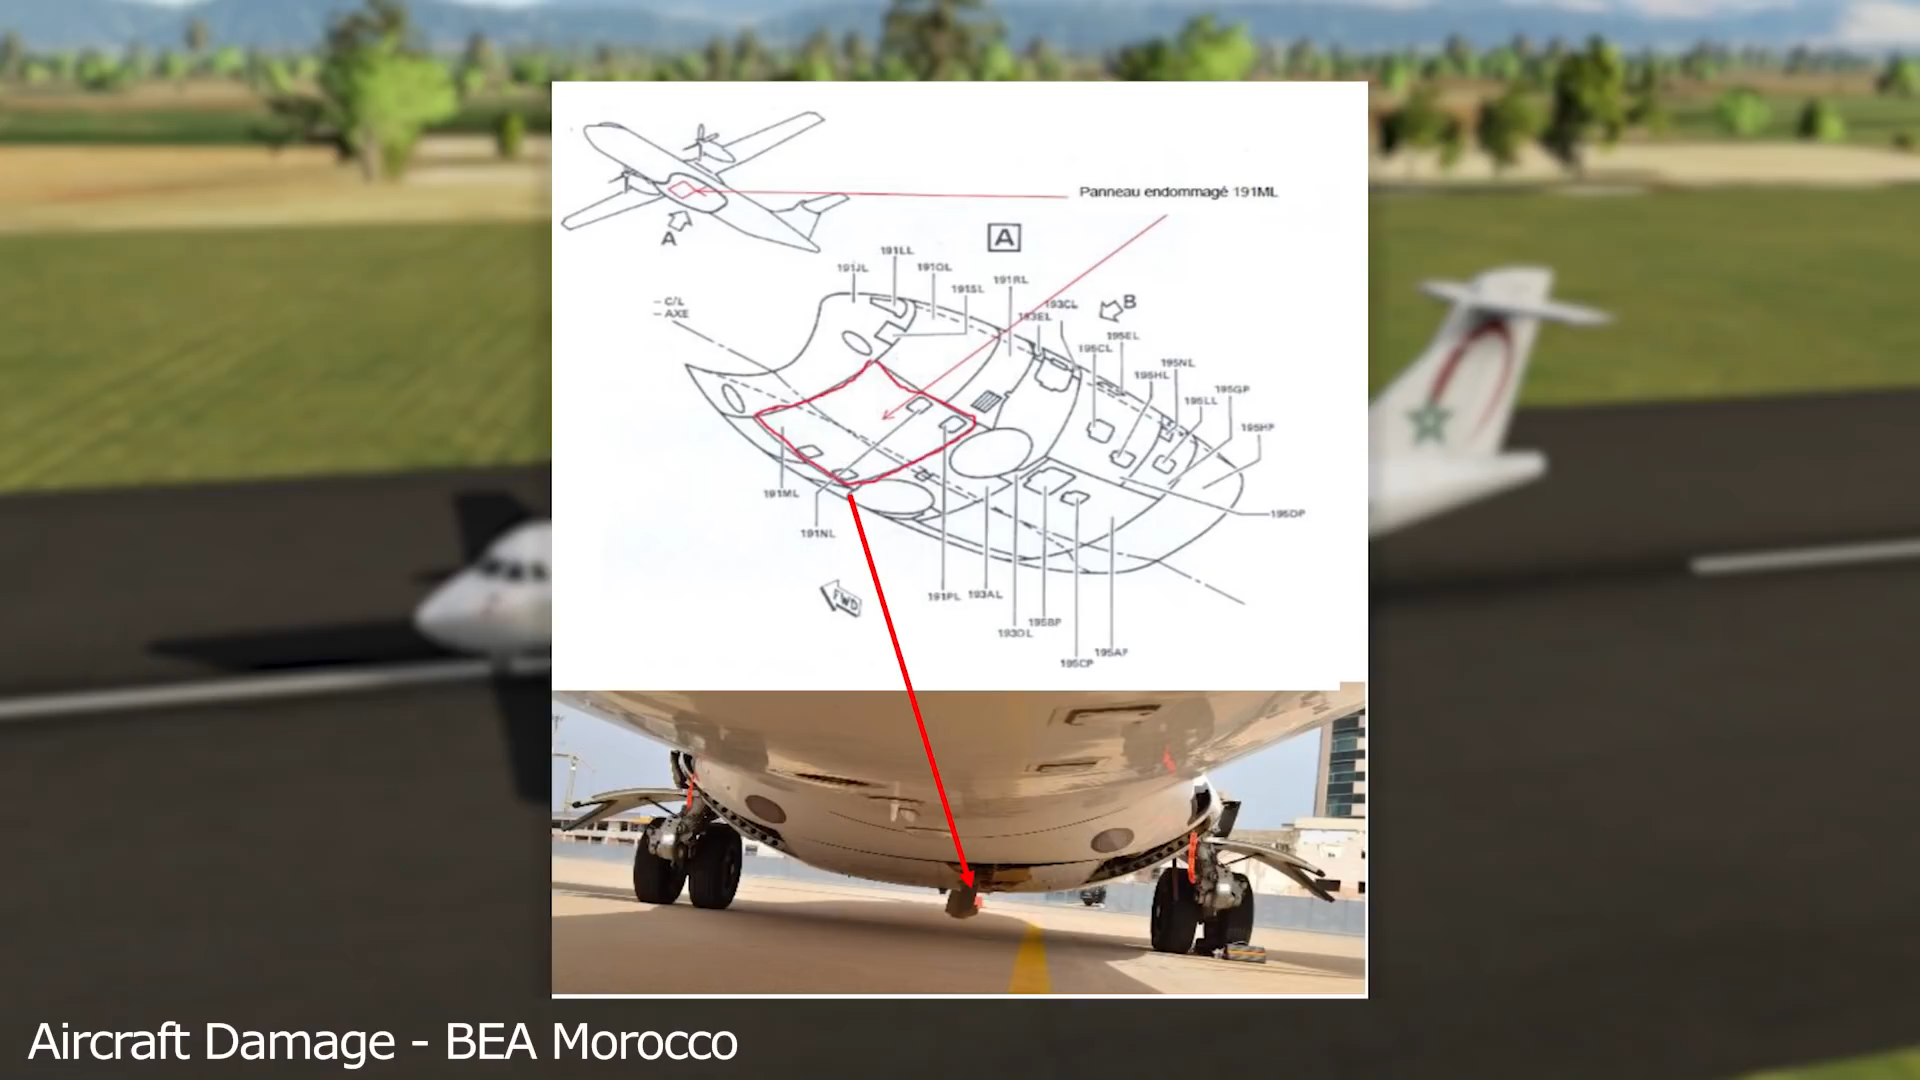 Panneau endommagé 191ML
A
A
191LL
191JL
191OL
191SL
191RL
193CL
193EL
B
- C/L
- AXE
195EL
195CL
195NL
195HL
195GP
195LL
195HP
191ML
195DP
191NL
FWD
191PL
193AL
195BP
193DL
195AP
195CP
Aircraft Damage - BEA Morocco